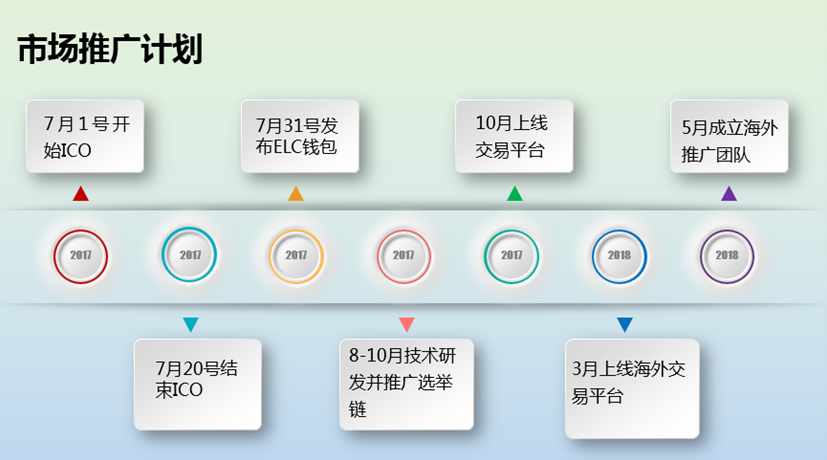 市场推广计划
7月1号开
始ICO
7月31号发
布ELC钱包
10月上线
交易平台
5月成立海外
推广团队
2017
2017
2017
2017
2017
2018
2018
7月20号结
束ICO
8-10月技术研
发并推广选举
链
3月上线海外交
易平台